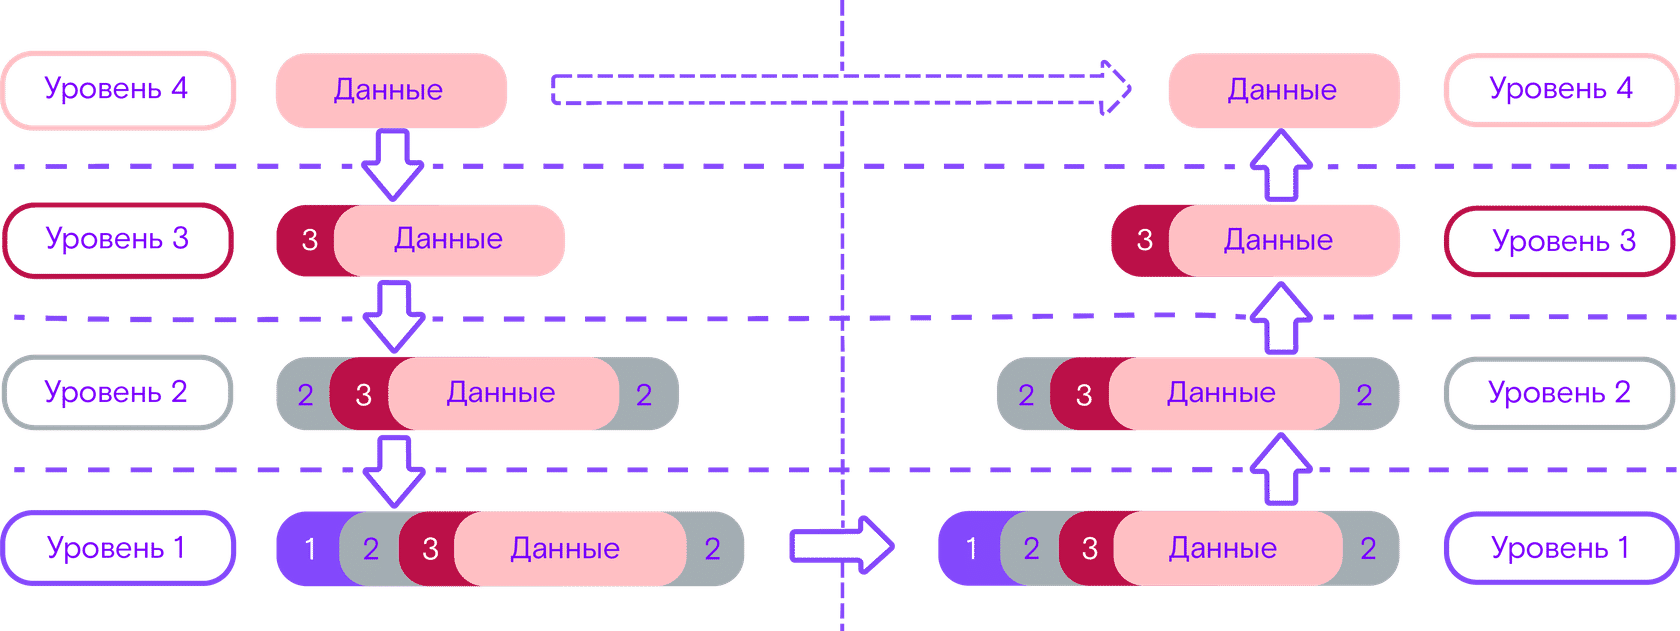 Уровень 4 Данные Данные Уровень 4
Уровень 3 3 Данные 3 Данные Уровень 3
Уровень 2 2 3 Данные 2 2 3 Данные 2 Уровень 2
Уровень 1 1 2 3 Данные 2 1 2 3 Данные 2 Уровень 1